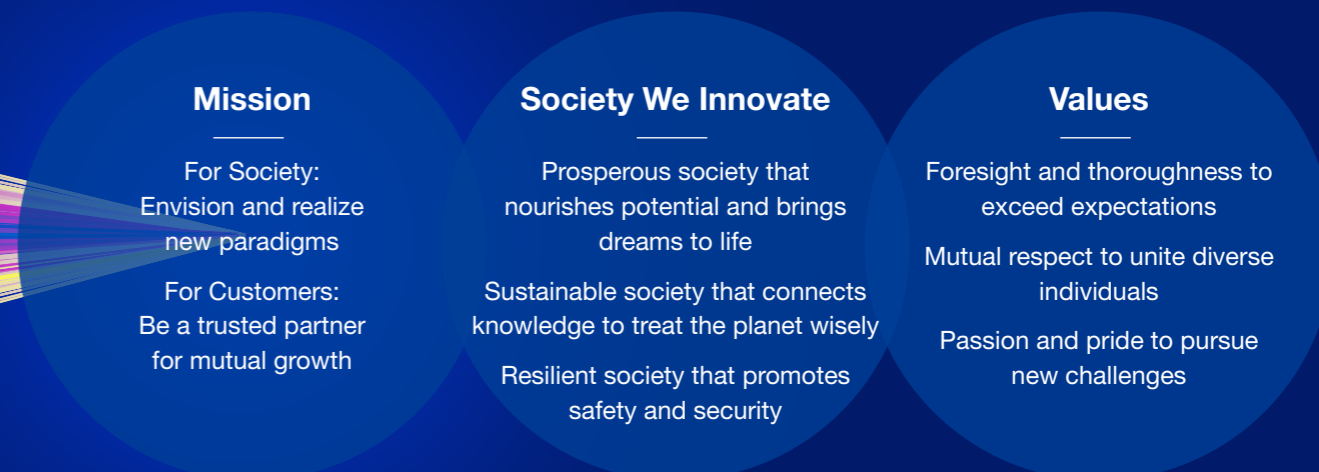 Mission
For Society:
Envision and realize
new paradigms
For Customers:
Be a trusted partner
for mutual growth
Society We Innovate
Prosperous society that
nourishes potential and brings
dreams to life
Sustainable society that connects
knowledge to treat the planet wisely
Resilient society that promotes
safety and security
Values
Foresight and thoroughness to
exceed expectations
Mutual respect to unite diverse
individuals
Passion and pride to pursue
new challenges